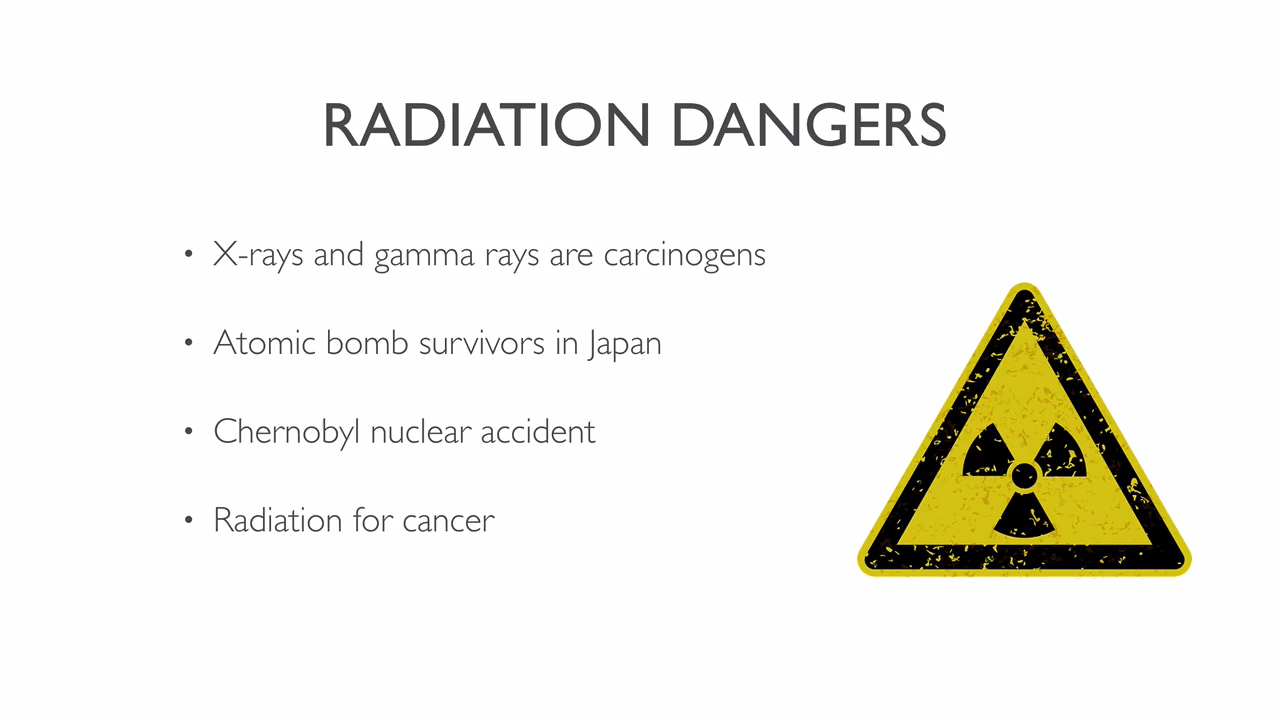 RADIATION DANGERS
• X-rays and gamma rays are carcinogens
• Atomic bomb survivors in Japan
• Chernobyl nuclear accident
• Radiation for cancer